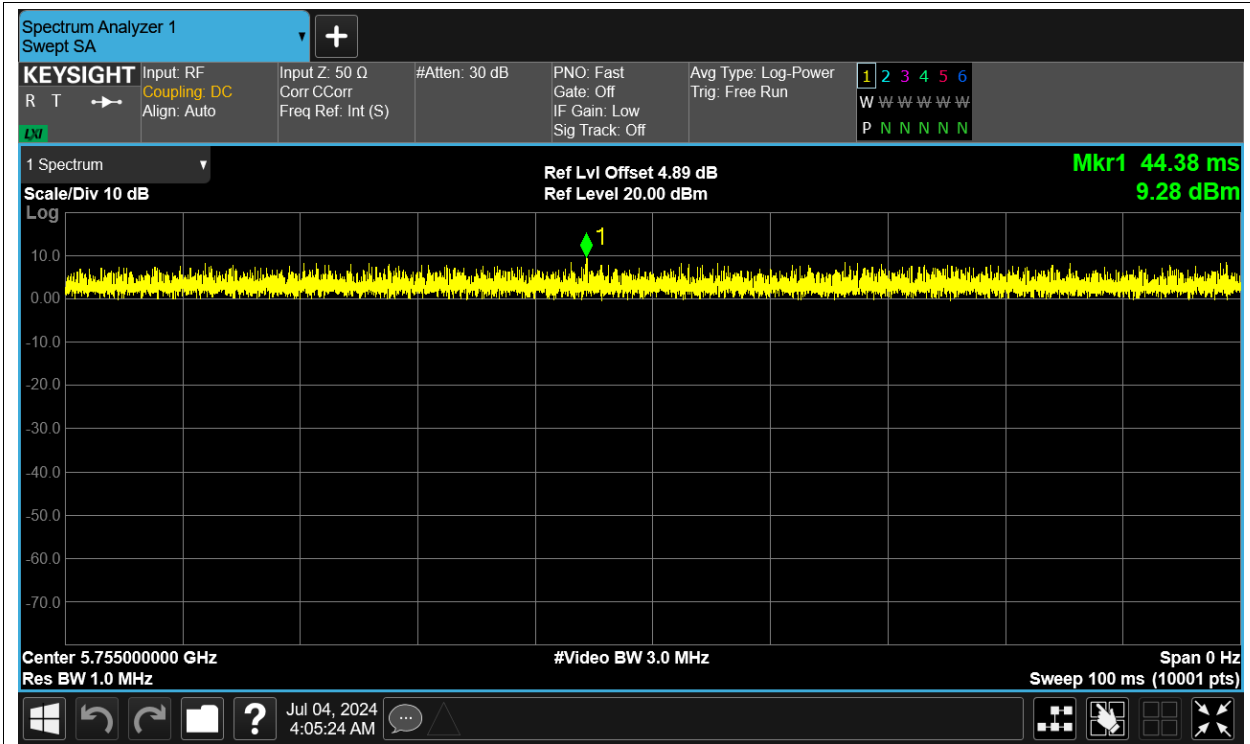 Spectrum Analyzer 1
Swept SA
KEYSIGHT
R T
LXI
Input: RF
Coupling: DC
Align: Auto
Input Z: 50 Ω
Corr CCorr
Freq Ref: Int (S)
#Atten: 30 dB
PNO: Fast
Gate: Off
IF Gain: Low
Sig Track: Off
Avg Type: Log-Power
Trig: Free Run
1 2 3 4 5 6
W W W W W W
P N N N N N
1 Spectrum
Scale/Div 10 dB
Log
Ref Lvl Offset 4.89 dB
Ref Level 20.00 dBm
Mkr1 44.38 ms
9.28 dBm
1
10.0
0.00
-10.0
-20.0
-30.0
-40.0
-50.0
-60.0
-70.0
Center 5.755000000 GHz
Res BW 1.0 MHz
#Video BW 3.0 MHz
Span 0 Hz
Sweep 100 ms (10001 pts)
?
Jul 04, 2024
4:05:24 AM